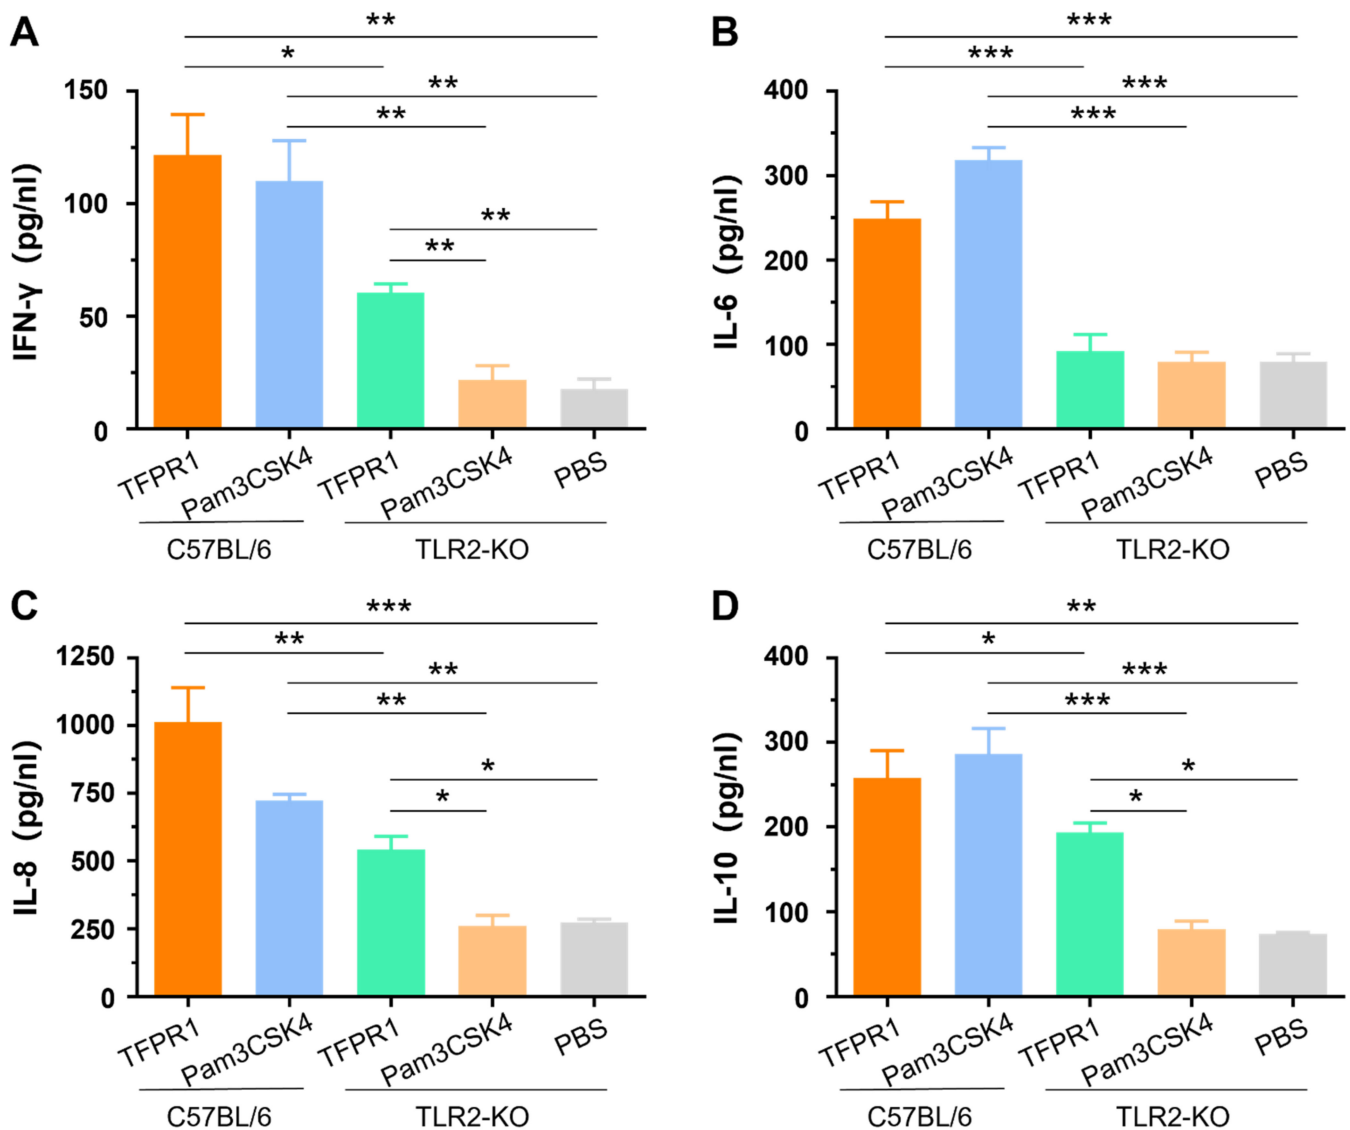 A
**
*
**
**
**
**
IFN-γ (pg/nl)
150
100
50
0
TFPR1
Pam3CSK4
TFPR1
Pam3CSK4
PBS
C57BL/6
TLR2-KO
B
***
***
***
***
IL-6 (pg/nl)
400
300
200
100
0
TFPR1
Pam3CSK4
TFPR1
Pam3CSK4
PBS
C57BL/6
TLR2-KO
C
***
**
**
**
*
*
IL-8 (pg/nl)
1250
1000
750
500
250
0
TFPR1
Pam3CSK4
TFPR1
Pam3CSK4
PBS
C57BL/6
TLR2-KO
D
**
*
***
***
*
*
IL-10 (pg/nl)
400
300
200
100
0
TFPR1
Pam3CSK4
TFPR1
Pam3CSK4
PBS
C57BL/6
TLR2-KO